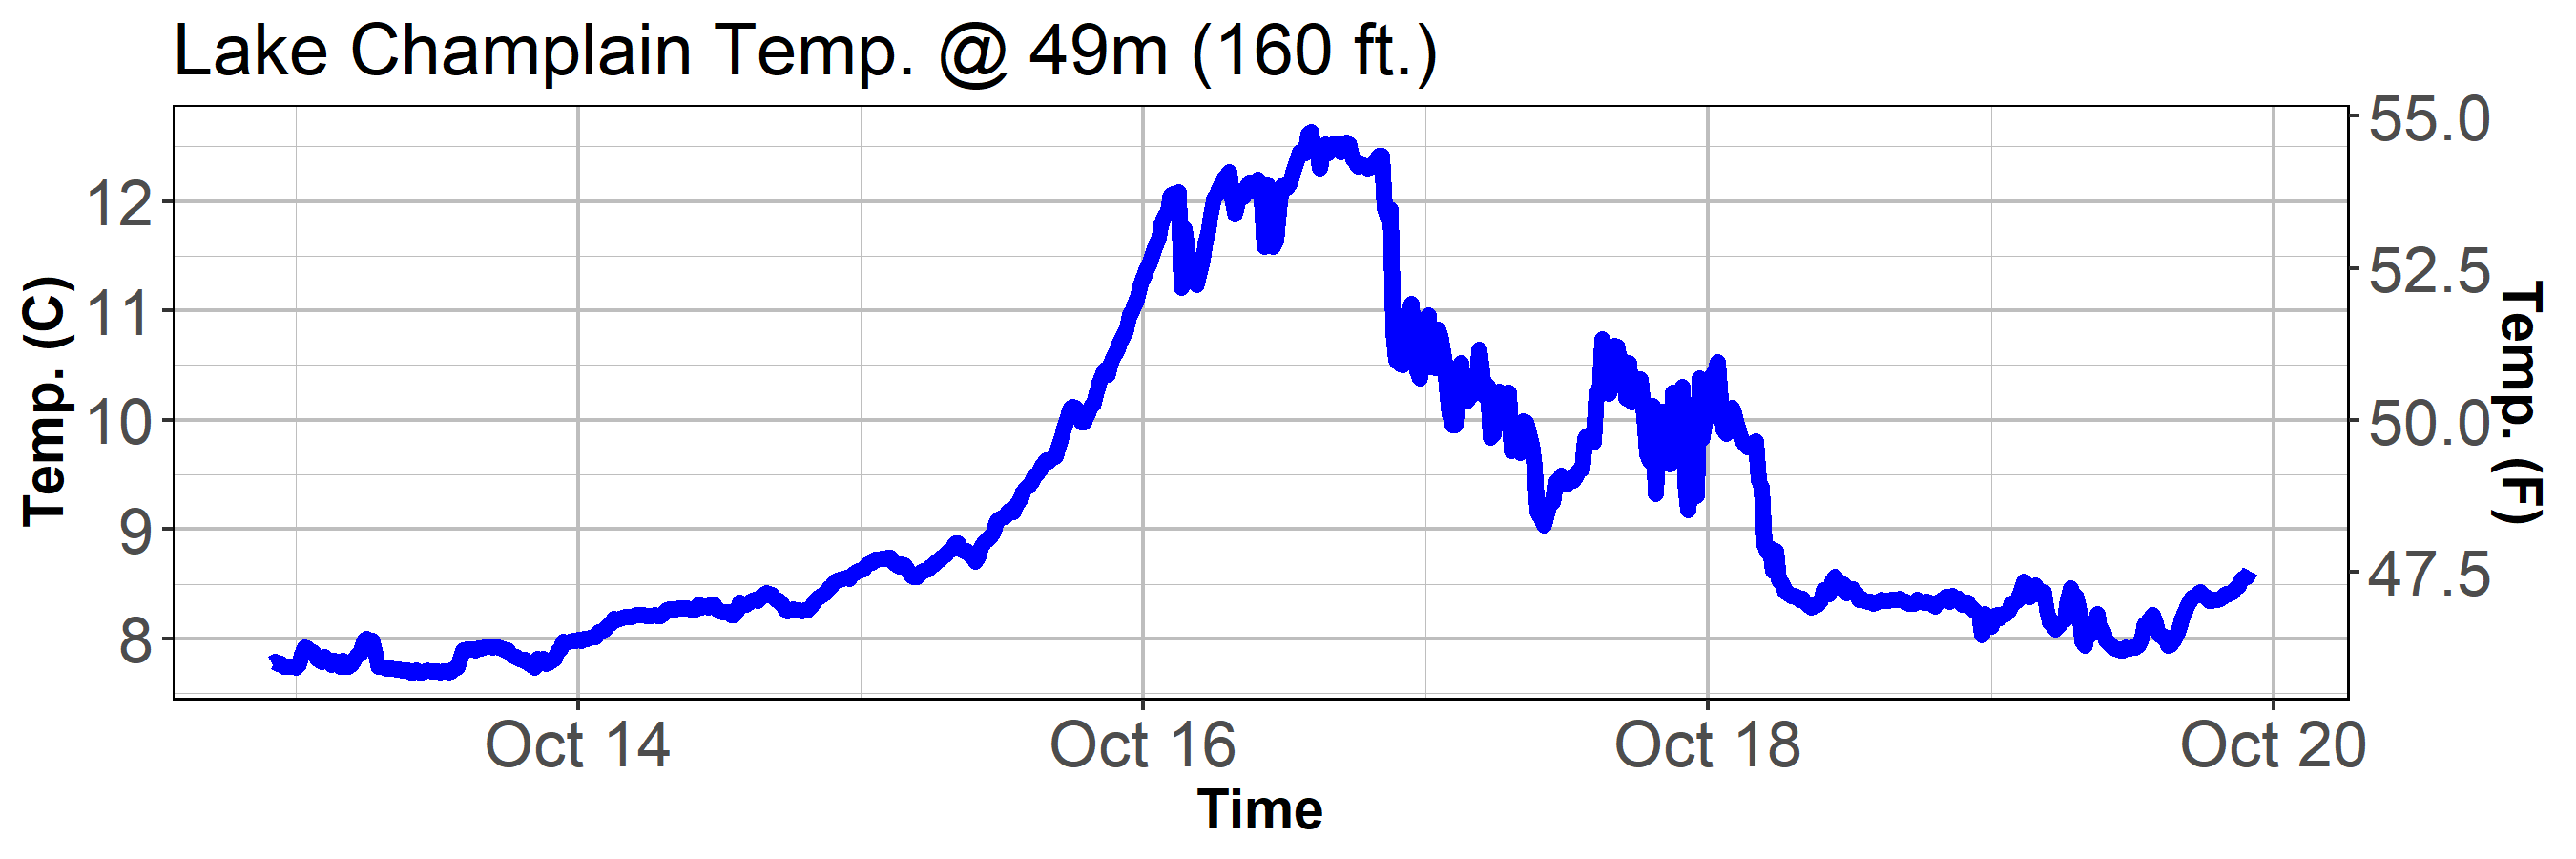 Lake Champlain Temp. @ 49m (160 ft.)
Temp. (C)
12
11
10
9
8
55.0
52.5
50.0
47.5
Temp. (F)
Oct 14
Oct 16
Oct 18
Oct 20
Time